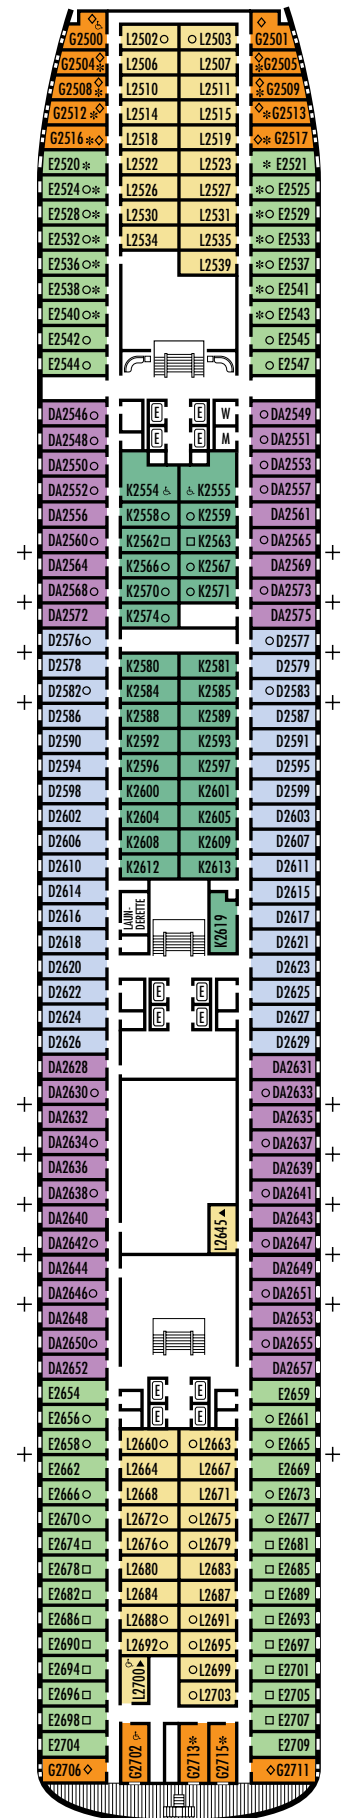 G2500 L2502 L2503 G2501
G2504 L2506 L2507 G2505
G2508 L2510 L2511 G2509
G2512 L2514 L2515 G2513
G2516 L2518 L2519 G2517
E2520 L2522 L2523 E2521
E2524 L2526 L2527 E2525
E2528 L2530 L2531 E2529
E2532 L2534 L2535 E2533
E2536 L2539 E2537
E2538 E2541
E2540 E2543
E2542 E2545
E2544 E2547
DA2546 E E W DA2549
DA2548 E E M DA2551
DA2550 DA2553
DA2552 K2554 K2555 DA2557
DA2556 K2558 K2559 DA2561
DA2560 K2562 K2563 DA2565
DA2564 K2566 K2567 DA2569
DA2568 K2570 K2571 DA2573
DA2572 K2574 DA2575
D2576 D2577
D2578 K2580 K2581 D2579
D2582 K2584 K2585 D2583
D2586 K2588 K2589 D2587
D2590 K2592 K2593 D2591
D2594 K2596 K2597 D2595
D2598 K2600 K2601 D2599
D2602 K2604 K2605 D2603
D2606 K2608 K2609 D2607
D2610 K2612 K2613 D2611
D2614 D2615
D2616 LAUN-
DERETTE K2619 D2617
D2618 D2621
D2620 D2623
D2622 E E D2625
D2624 E E D2627
D2626 D2629
DA2628 DA2631
DA2630 DA2633
DA2632 DA2635
DA2634 DA2637
DA2636 DA2639
DA2638 DA2641
DA2640 L2645 DA2643
DA2642 DA2647
DA2644 DA2649
DA2646 DA2651
DA2648 DA2653
DA2650 DA2655
DA2652 DA2657
E2654 E E E2659
E2656 E E E2661
E2658 L2660 L2663 E2665
E2662 L2664 L2667 E2669
E2666 L2668 L2671 E2673
E2670 L2672 L2675 E2677
E2674 L2676 L2679 E2681
E2678 L2680 L2683 E2685
E2682 L2684 L2687 E2689
E2686 L2688 L2691 E2693
E2690 L2692 L2695 E2697
E2694 L2700 L2699 E2701
E2696 L2703 E2705
E2698 E2707
E2704 G2702 G2713 G2715 E2709
G2706 G2711